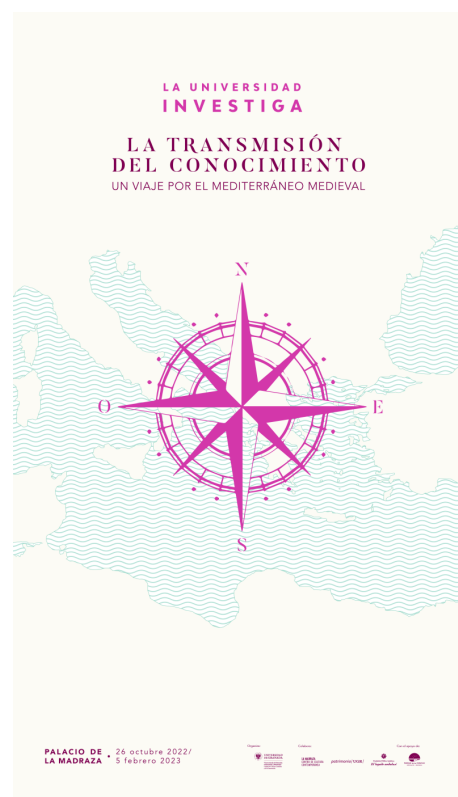 LA UNIVERSIDAD
INVESTIGA
LA TRANSMISIÓN
DEL CONOCIMIENTO
UN VIAJE POR EL MEDITERRÁNEO MEDIEVAL
N
O
E
S
PALACIO DE
LA MADRAZA
26 octubre 2022/
5 febrero 2023